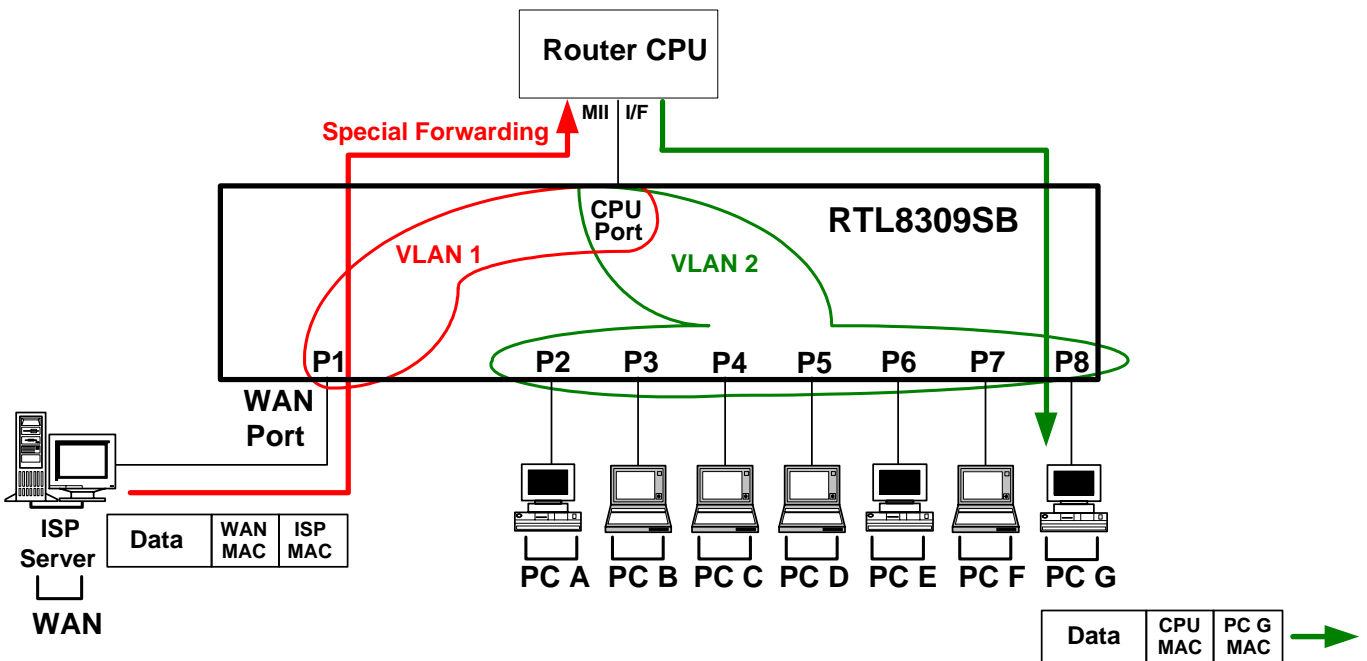 Router CPU
MII I/F
Special Forwarding
CPU
Port
RTL8309SB
VLAN 1
VLAN 2
P1 P2 P3 P4 P5 P6 P7 P8
WAN
Port
ISP
Server
WAN
Data WAN MAC ISP MAC
PC A PC B PC C PC D PC E PC F PC G
Data CPU MAC PC G MAC